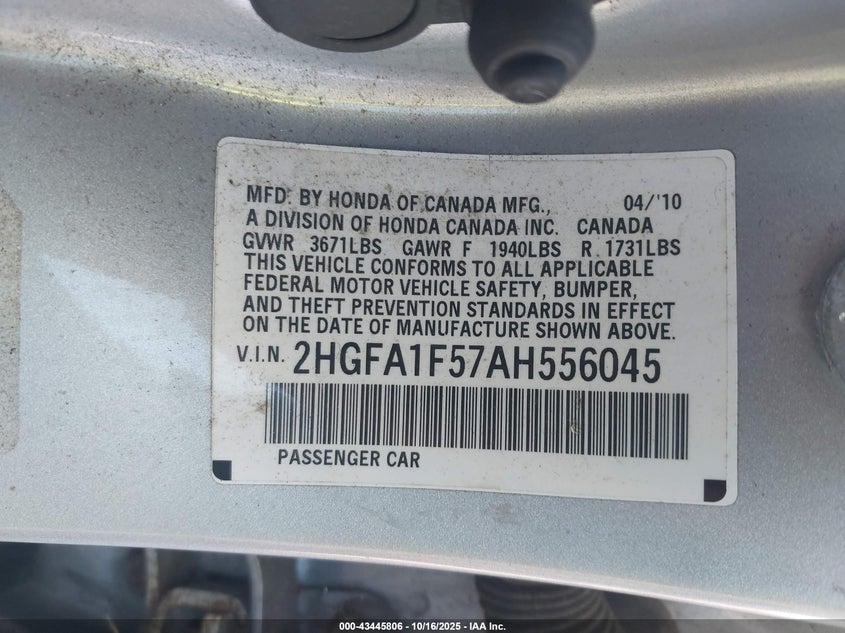 MFD. BY HONDA OF CANADA MFG., 04/'10
A DIVISION OF HONDA CANADA INC. CANADA
GVWR 3671LBS GAWR F 1940LBS R 1731LBS
THIS VEHICLE CONFORMS TO ALL APPLICABLE
FEDERAL MOTOR VEHICLE SAFETY, BUMPER,
AND THEFT PREVENTION STANDARDS IN EFFECT
ON THE DATE OF MANUFACTURE SHOWN ABOVE.
V.I.N. 2HGFA1F57AH556045
PASSENGER CAR
000-43445806 - 10/16/2025 - IAA Inc.